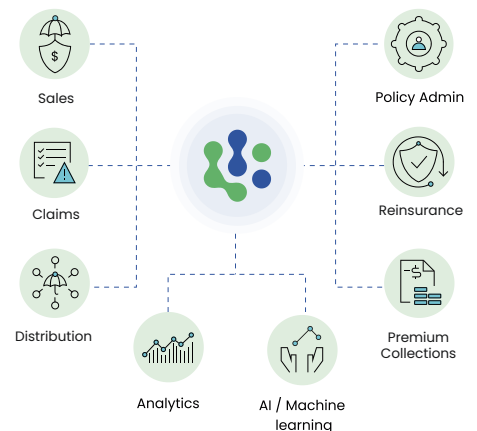 $
Sales
Policy Admin
Claims
Reinsurance
$
Distribution
Premium
Collections
Analytics
AI / Machine
learning